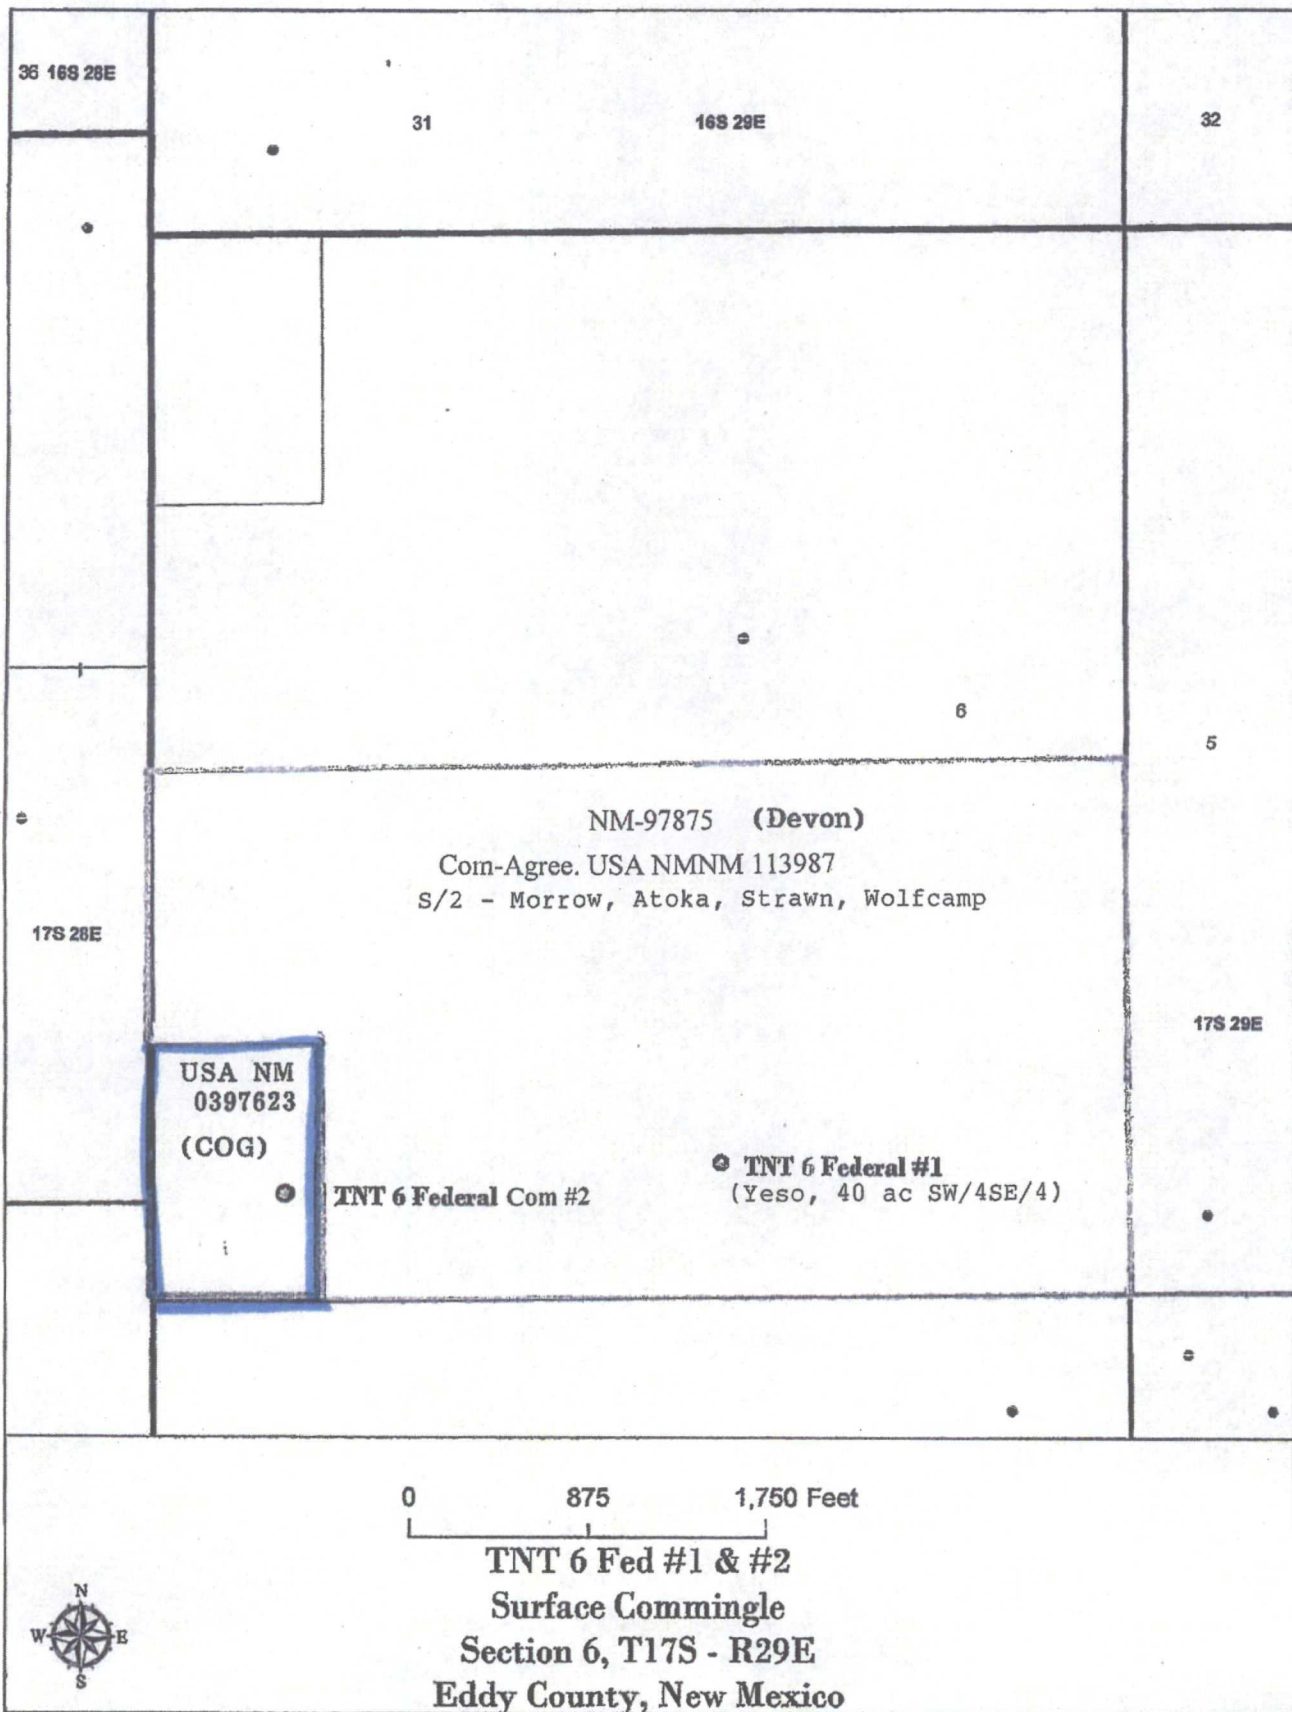 36 16S 28E
31
16S 29E
32
6
5
NM-97875 (Devon)
Com-Agree. USA NMNM 113987
S/2 - Morrow, Atoka, Strawn, Wolfcamp
17S 28E
17S 29E
USA NM
0397623
(COG)
TNT 6 Federal #1
(Yeso, 40 ac SW/4SE/4)
TNT 6 Federal Com #2
0 875 1,750 Feet
TNT 6 Fed #1 & #2
Surface Commingle
Section 6, T17S - R29E
Eddy County, New Mexico
N
W E
S